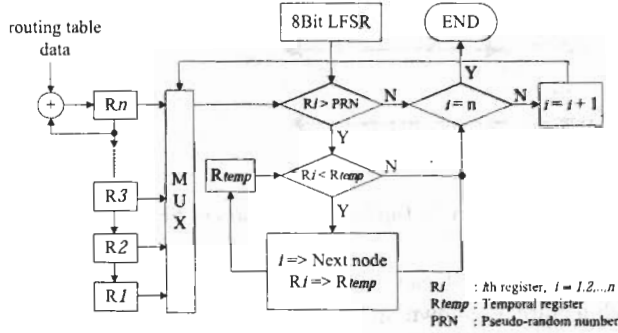 routing table
data
+
Rn
R3
R2
R1
MUX
8Bit LFSR
END
Ri > PRN
N
Y
i = n
Y
N
i = i + 1
Rtemp
Ri < Rtemp
N
Y
i => Next node
Ri => Rtemp
Ri : ith register, i = 1,2,...n
Rtemp : Temporal register
PRN : Pseudo-random number